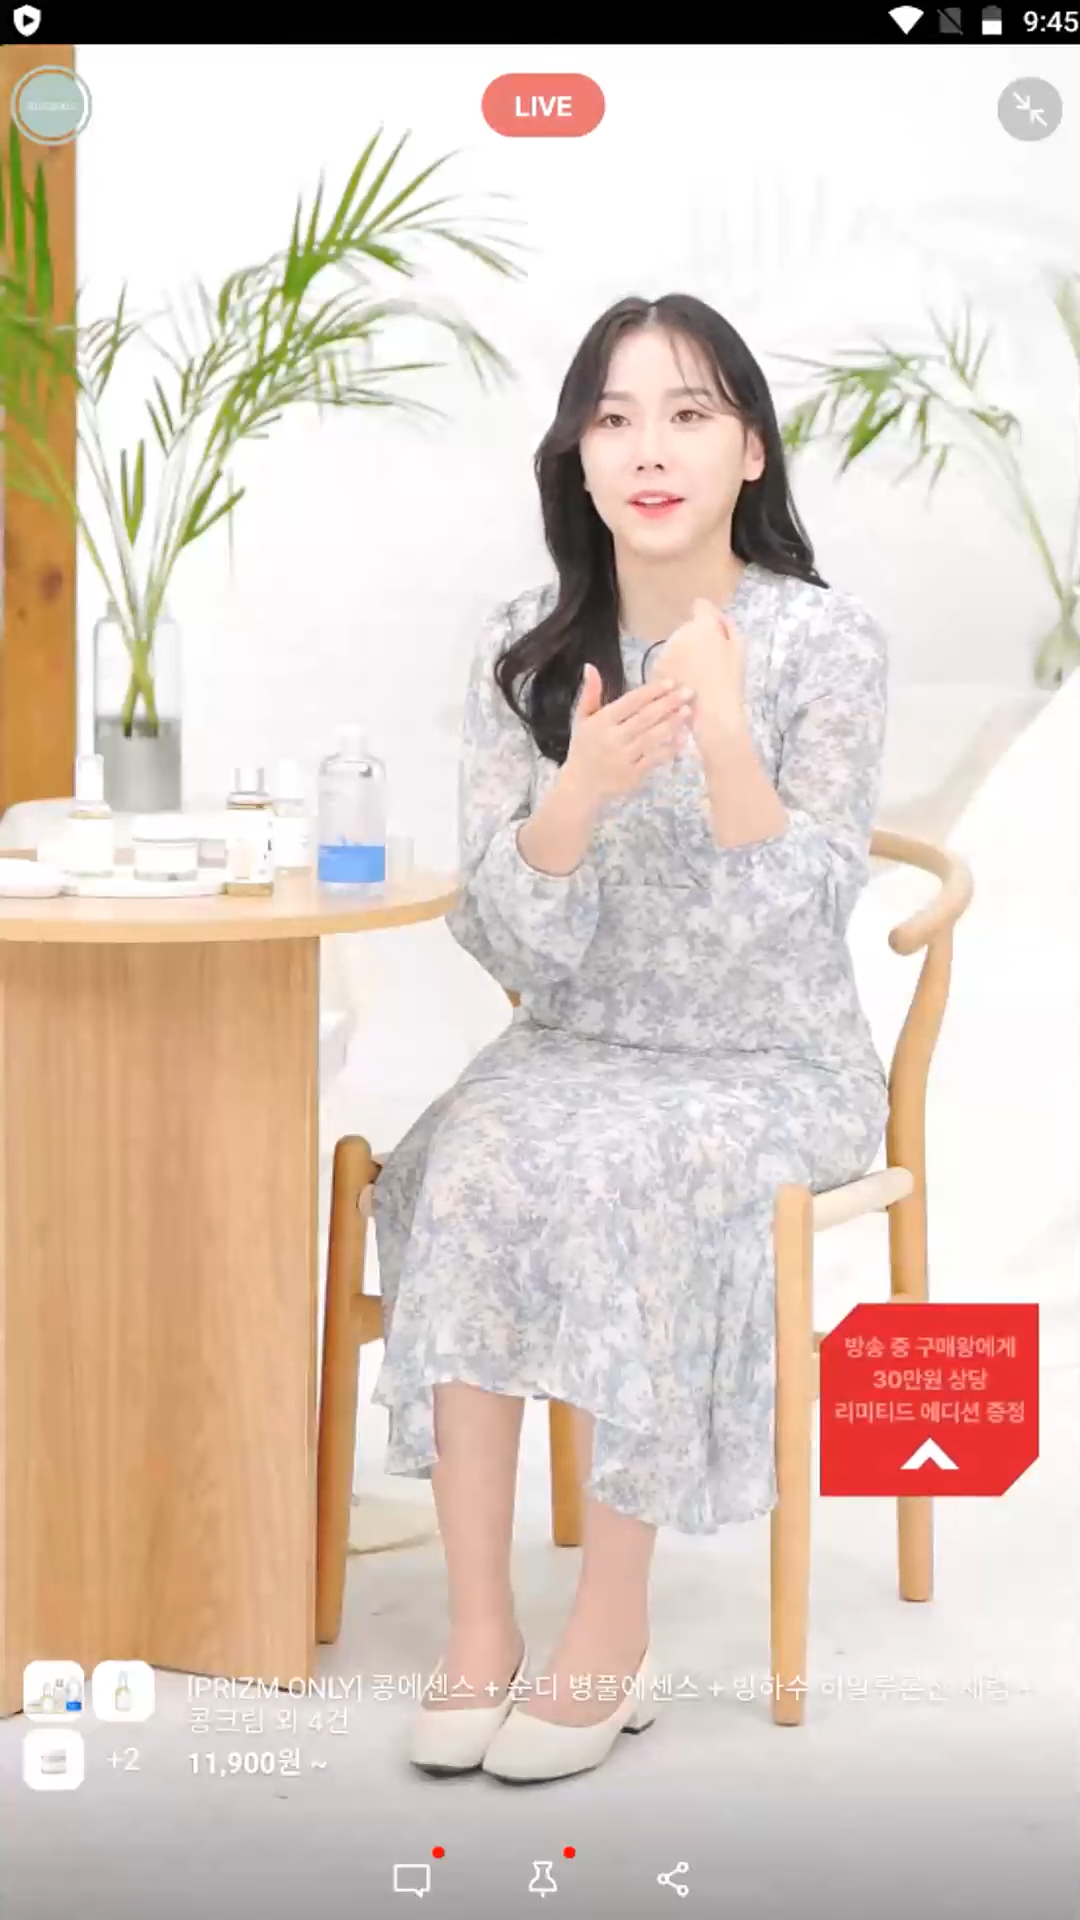 9:45
LIVE
방송 중 구매왕에게
30만원 상당
리미티드 에디션 증정
[PRIZM ONLY] 콩에센스 + 순디 병풀에센스 + 빙하수 히알루론산 세럼 +
콩크림 외 4건
+2
11,900원 ~